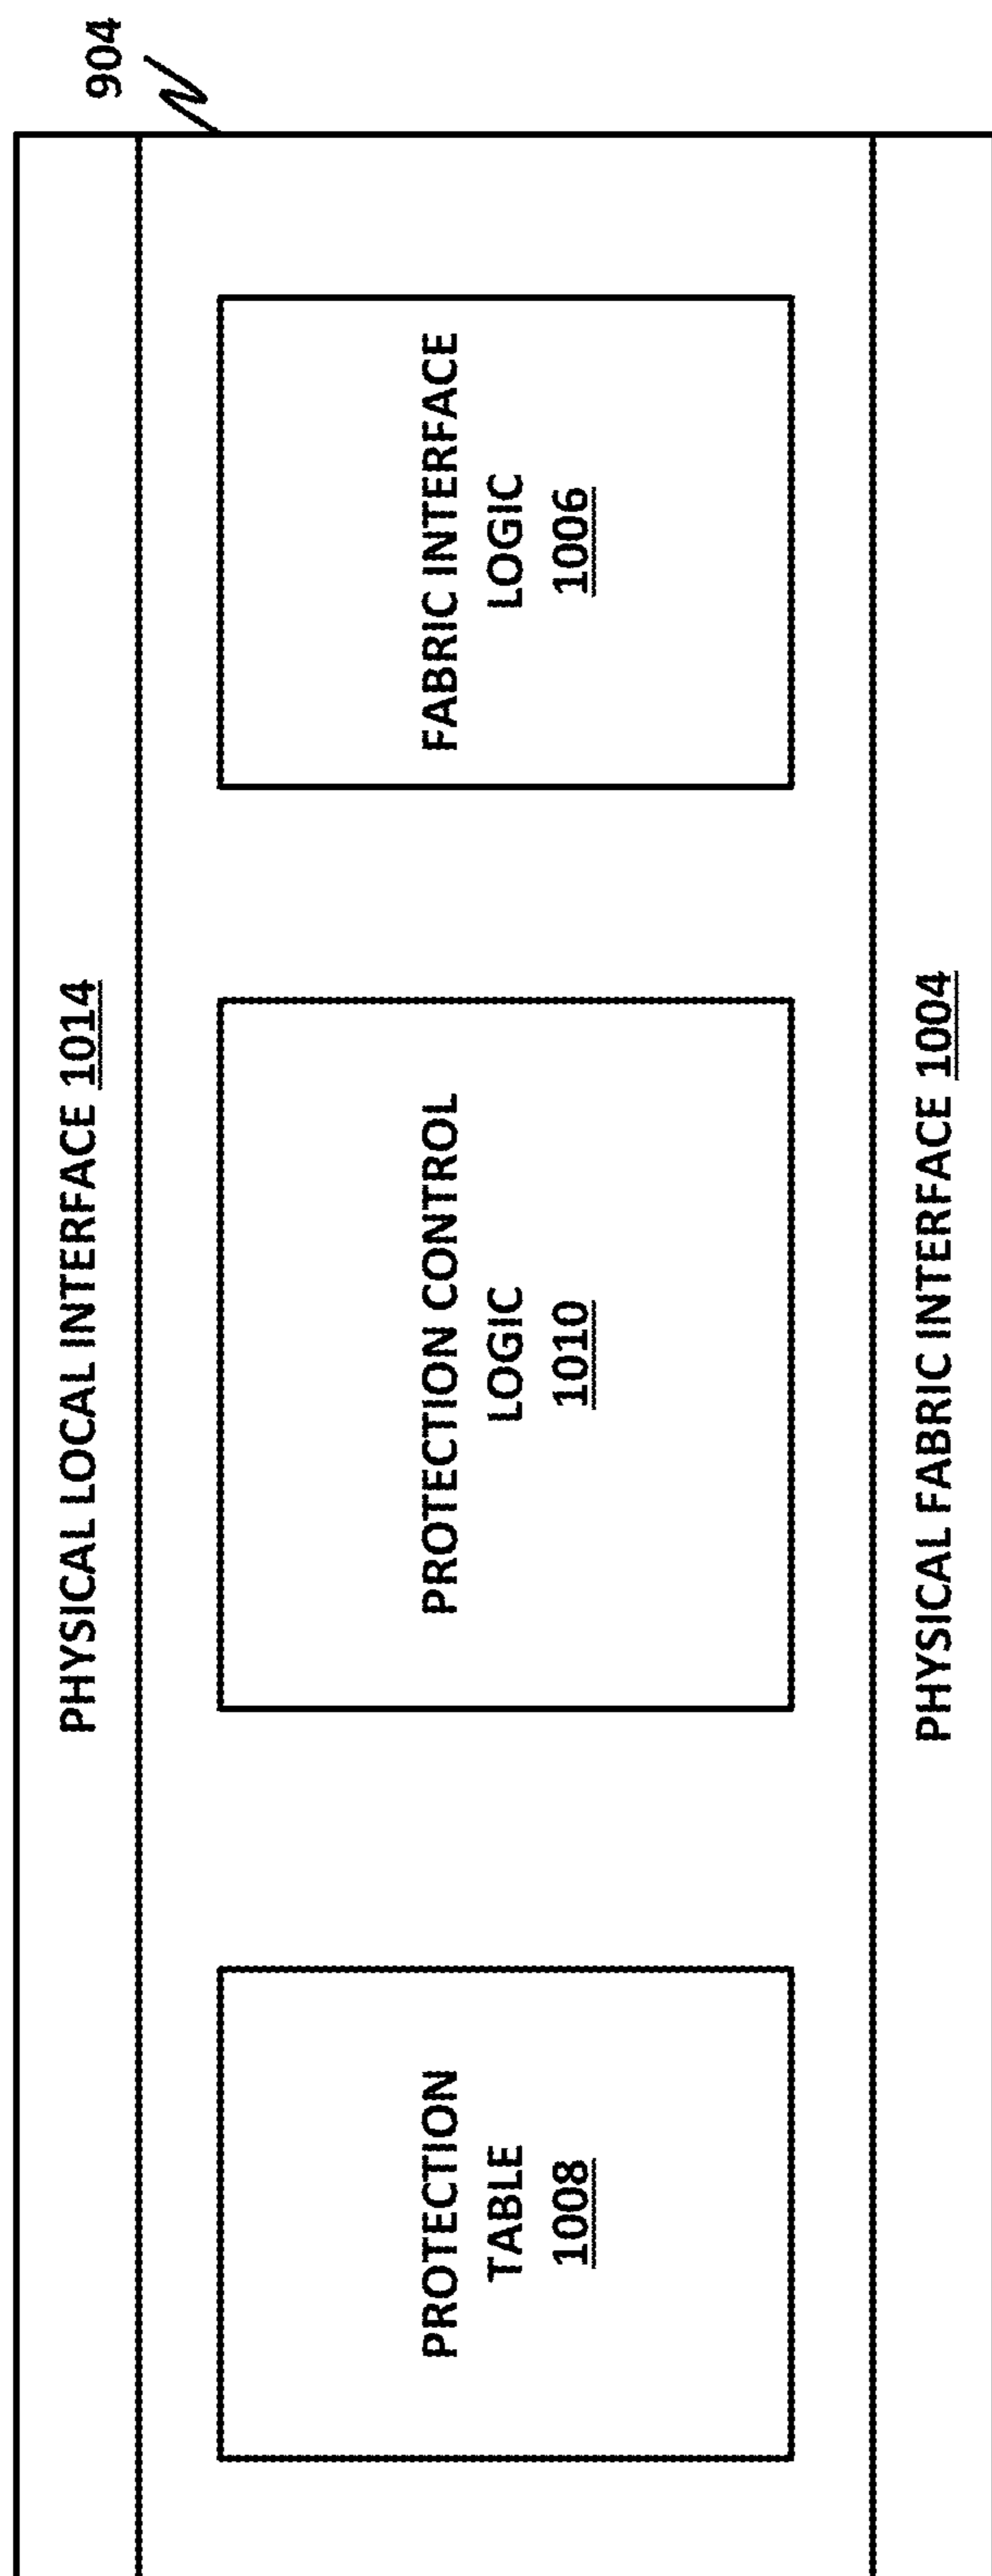 904
PHYSICAL LOCAL INTERFACE 1014
PROTECTION
TABLE
1008
PROTECTION CONTROL
LOGIC
1010
FABRIC INTERFACE
LOGIC
1006
PHYSICAL FABRIC INTERFACE 1004